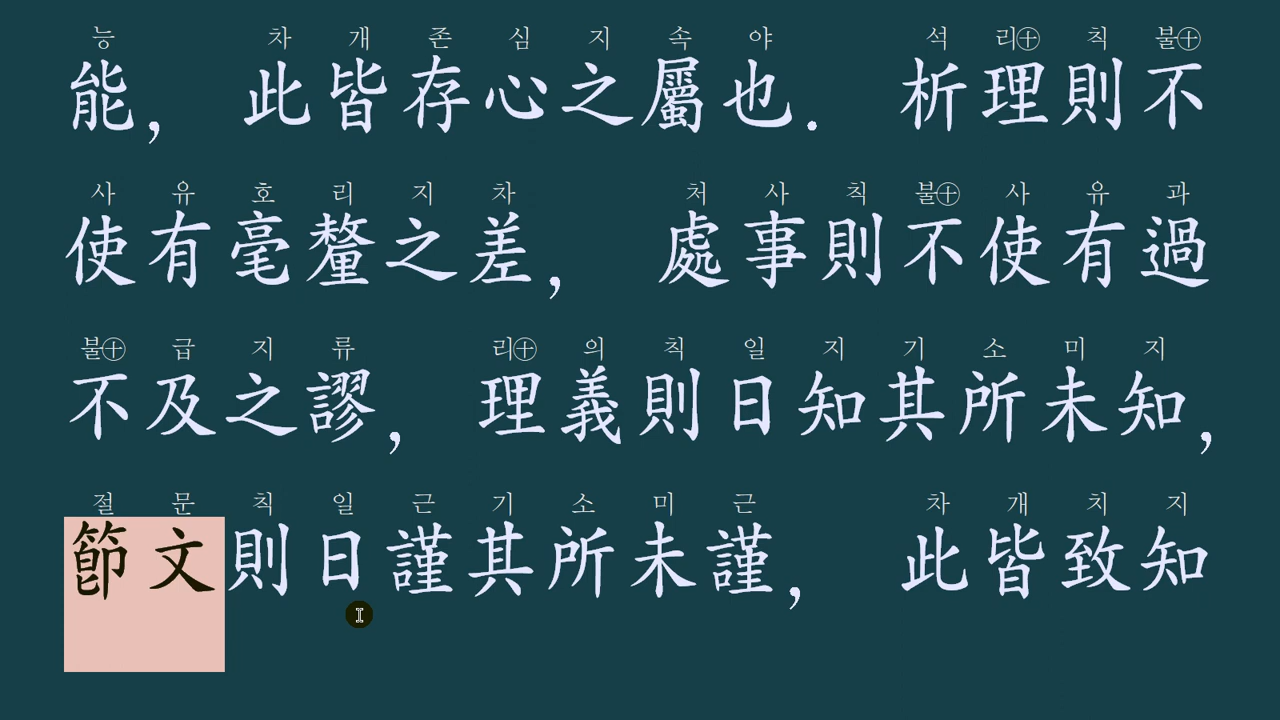 능 차 개 존 심 지 속 야 석 리㊉ 칙 불㊉
能, 此皆存心之屬也. 析理則不
사 유 호 리 지 차 처 사 칙 불㊉ 사 유 과
使有毫釐之差, 處事則不使有過
불㊉ 급 지 류 리㊉ 의 칙 일 지 기 소 미 지
不及之謬, 理義則日知其所未知,
절 문 칙 일 근 기 소 미 근 차 개 치 지
節文則日謹其所未謹, 此皆致知